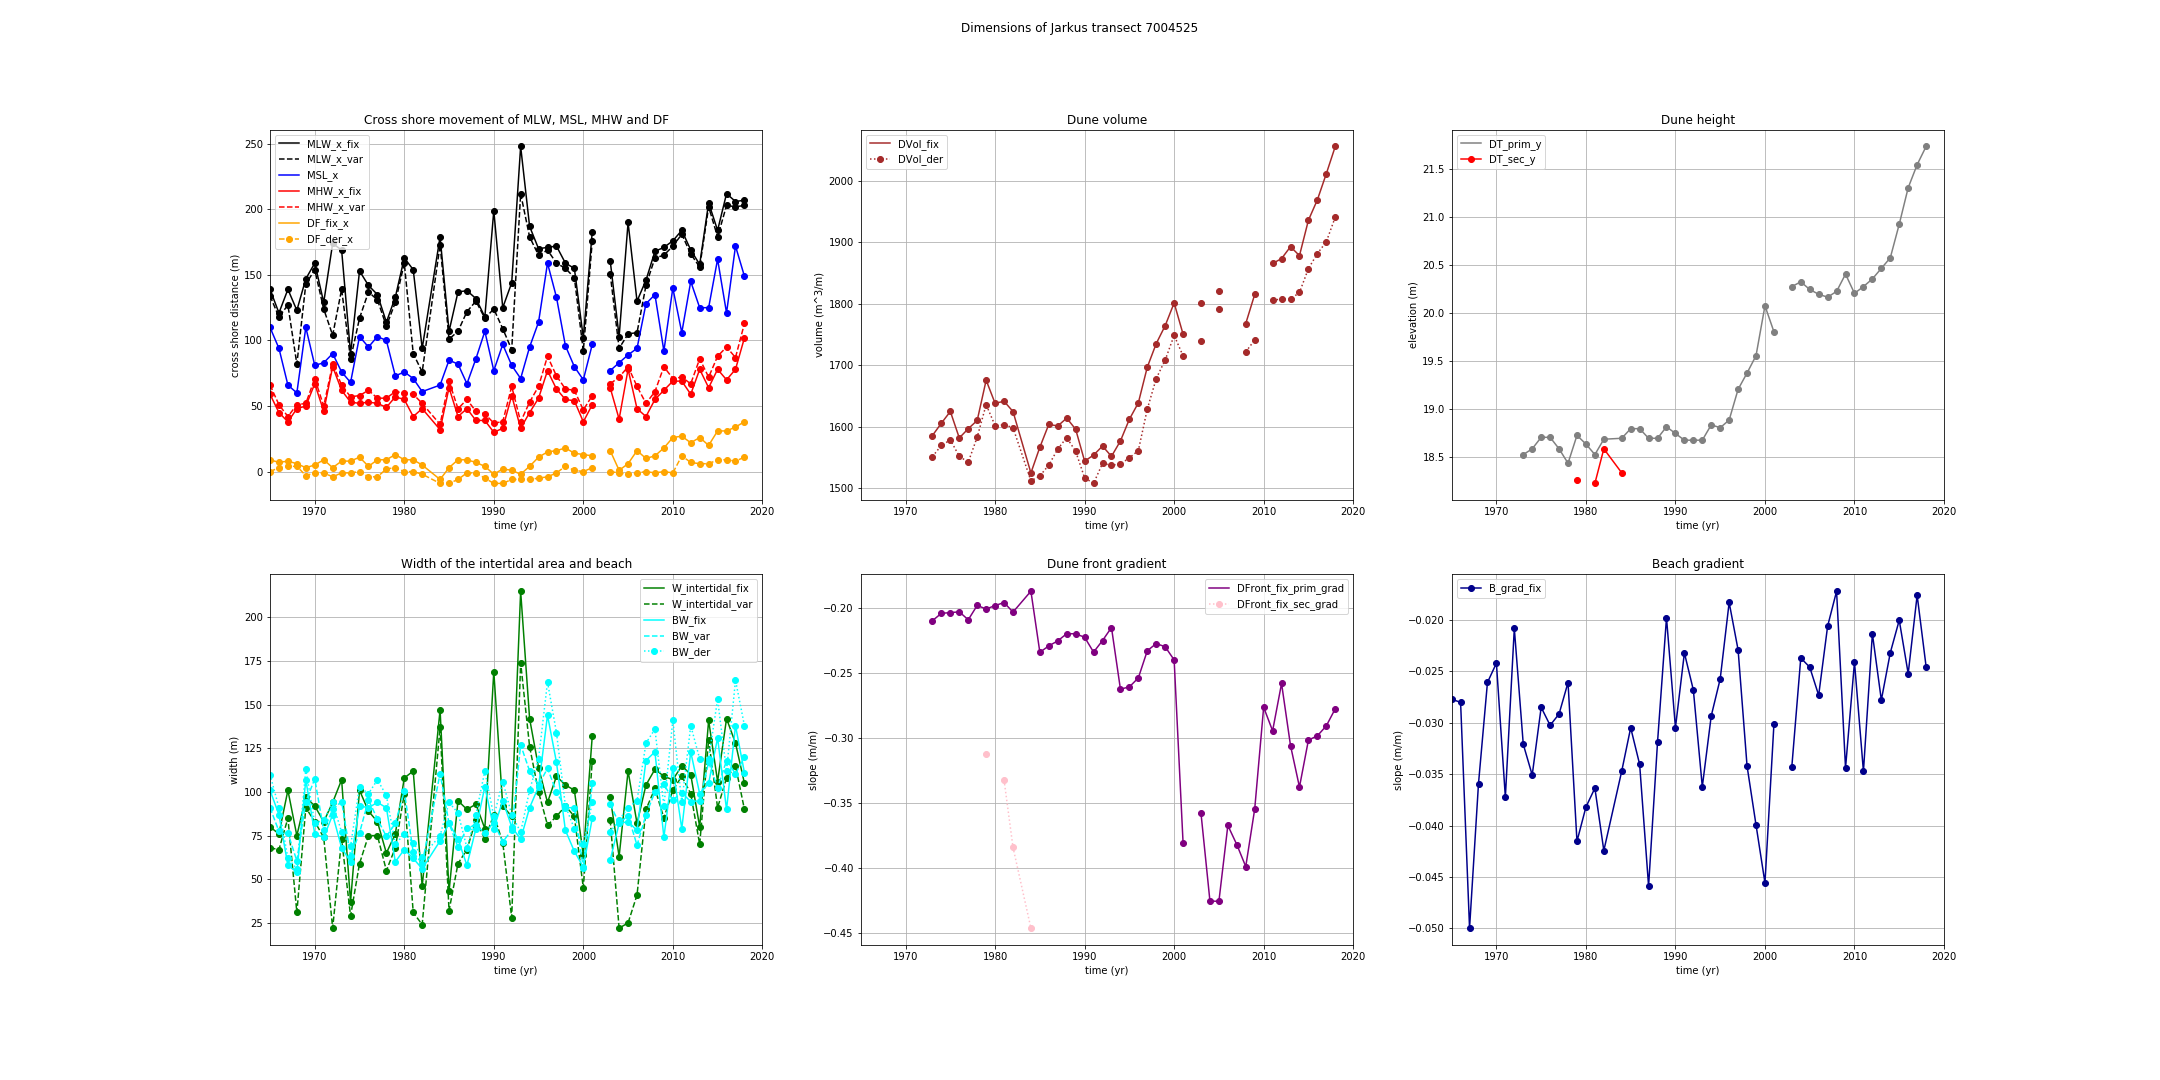 Dimensions of Jarkus transect 7004525
Cross shore movement of MLW, MSL, MHW and DF
MLW_x_fix
MLW_x_var
MSL_x
MHW_x_fix
MHW_x_var
DF_fix_x
DF_der_x
cross shore distance (m)
250
200
150
100
50
0
1970 1980 1990 2000 2010 2020
time (yr)
Dune volume
DVol_fix
DVol_der
volume (m^3/m)
2000
1900
1800
1700
1600
1500
1970 1980 1990 2000 2010 2020
time (yr)
Dune height
DT_prim_y
DT_sec_y
elevation (m)
21.5
21.0
20.5
20.0
19.5
19.0
18.5
1970 1980 1990 2000 2010 2020
time (yr)
Width of the intertidal area and beach
W_intertidal_fix
W_intertidal_var
BW_fix
BW_var
BW_der
width (m)
200
175
150
125
100
75
50
25
1970 1980 1990 2000 2010 2020
time (yr)
Dune front gradient
DFront_fix_prim_grad
DFront_fix_sec_grad
slope (m/m)
−0.20
−0.25
−0.30
−0.35
−0.40
−0.45
1970 1980 1990 2000 2010 2020
time (yr)
Beach gradient
B_grad_fix
slope (m/m)
−0.020
−0.025
−0.030
−0.035
−0.040
−0.045
−0.050
1970 1980 1990 2000 2010 2020
time (yr)